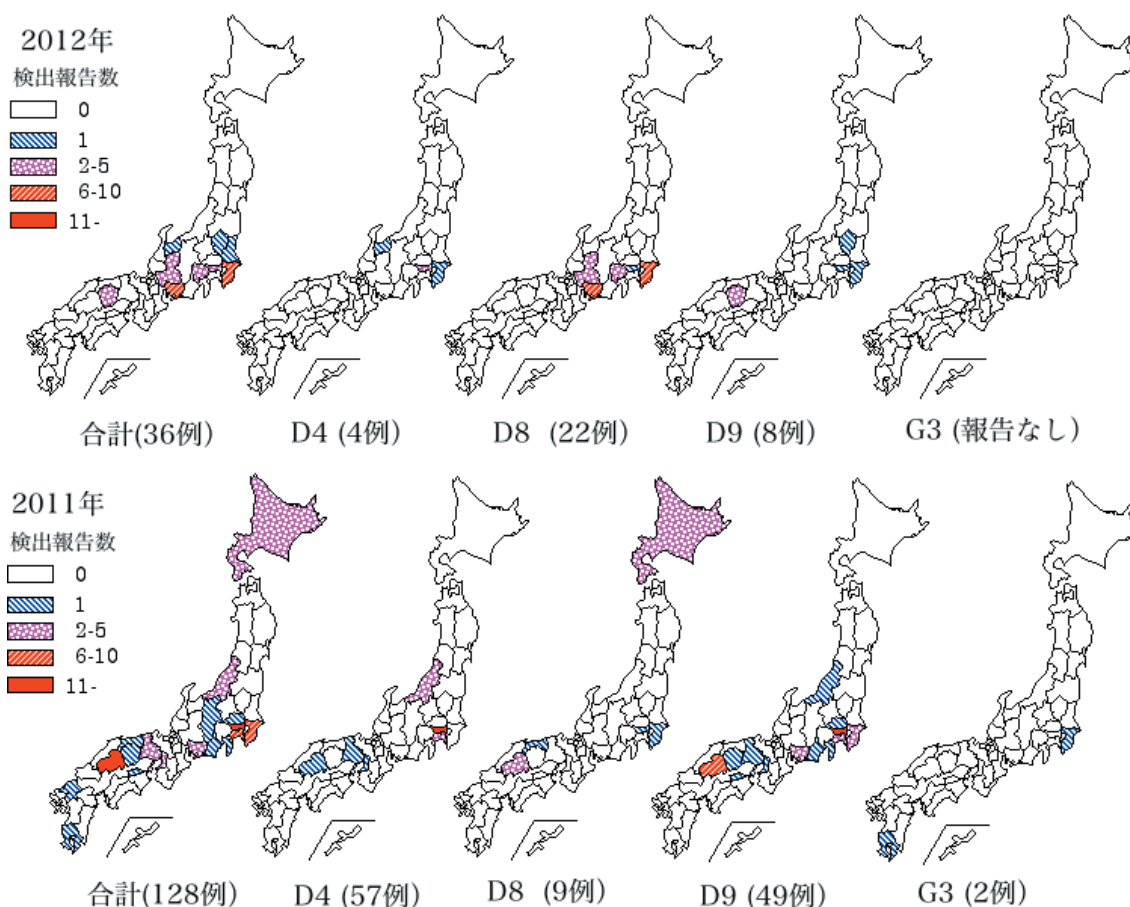 2012年
検出報告数
0
1
2-5
6-10
11-
合計(36例)
D4 (4例)
D8 (22例)
D9 (8例)
G3 (報告なし)
2011年
検出報告数
0
1
2-5
6-10
11-
合計(128例)
D4 (57例)
D8 (9例)
D9 (49例)
G3 (2例)